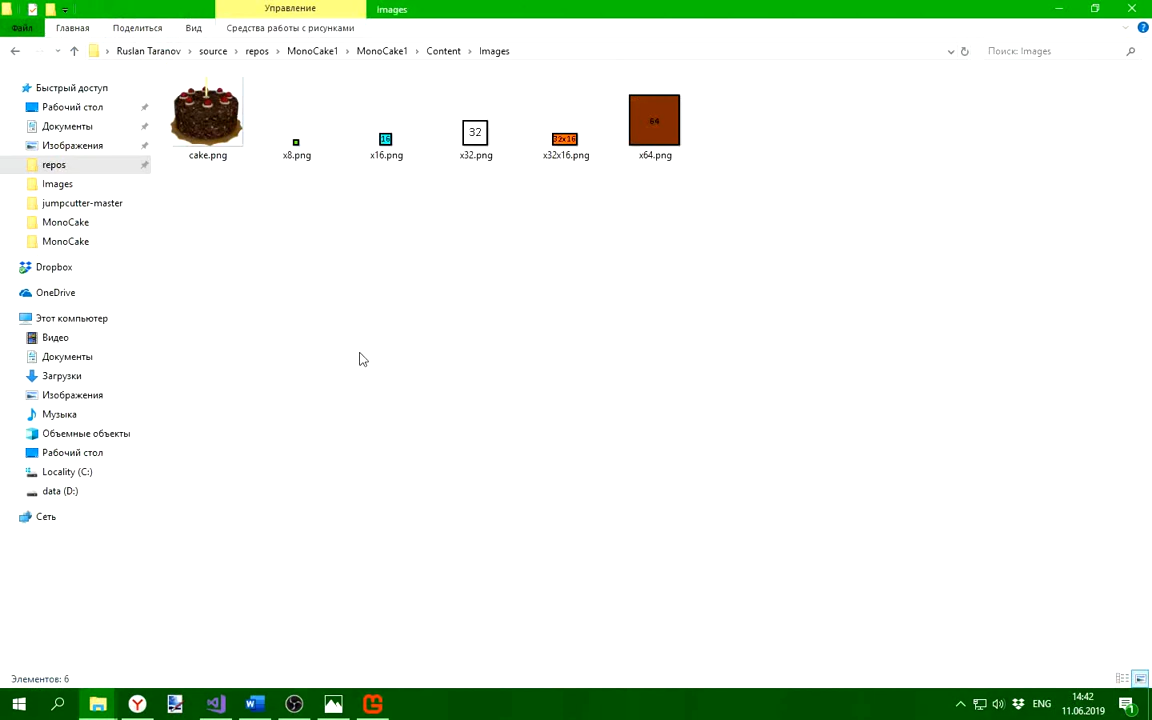 Управление
Images
Файл
Главная
Поделиться
Вид
Средства работы с рисунками
Ruslan Taranov › source › repos › MonoCake1 › MonoCake1 › Content › Images
Поиск: Images
Быстрый доступ
Рабочий стол
Документы
Изображения
repos
Images
jumpcutter-master
MonoCake
MonoCake
Dropbox
OneDrive
Этот компьютер
Видео
Документы
Загрузки
Изображения
Музыка
Объемные объекты
Рабочий стол
Locality (C:)
data (D:)
Сеть
16
32
32x16
64
cake.png
x8.png
x16.png
x32.png
x32x16.png
x64.png
Элементов: 6
ENG
14:42
11.06.2019
1